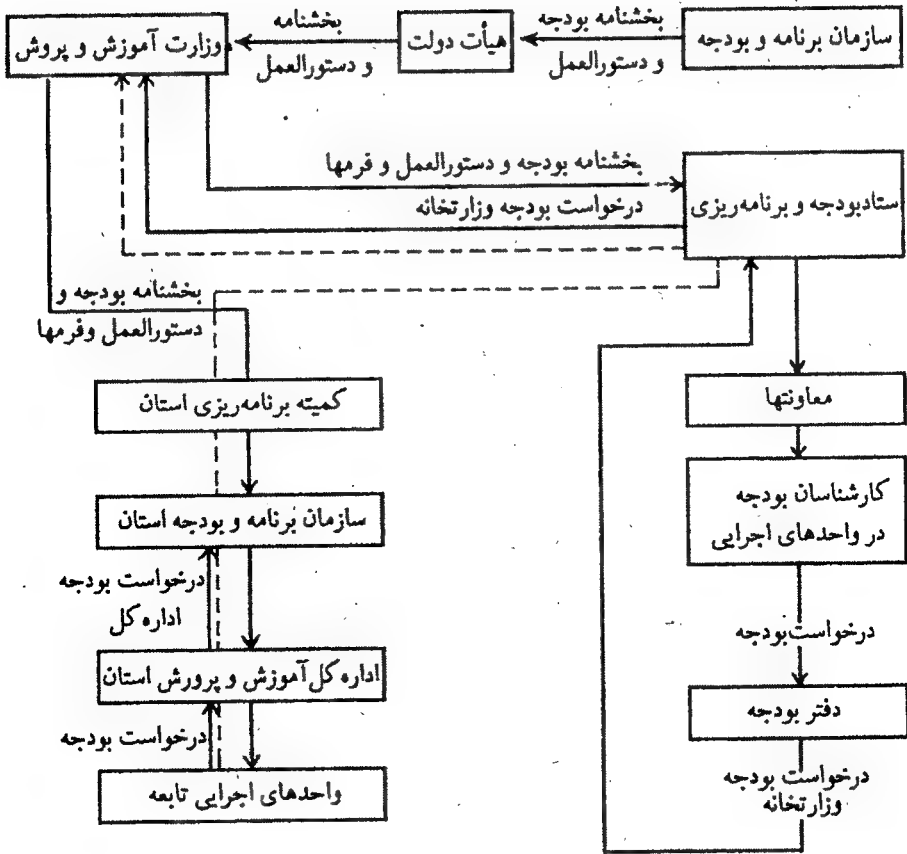 سازمان برنامه و بودجه
بخشنامه بودجه
و دستورالعمل
هیأت دولت
بخشنامه
و دستورالعمل
وزارت آموزش و پروش
بخشنامه بودجه و دستورالعمل و فرمها
درخواست بودجه وزارتخانه
ستادبودجه و برنامه‌ریزی
معاونتها
کارشناسان بودجه
در واحدهای اجرایی
درخواست بودجه
دفتر بودجه
درخواست بودجه
وزارتخانه
بخشنامه بودجه و
دستورالعمل وفرمها
کمیته برنامه‌ریزی استان
سازمان برنامه و بودجه استان
درخواست بودجه
اداره کل
اداره کل آموزش و پرورش استان
درخواست بودجه
واحدهای اجرایی تابعه